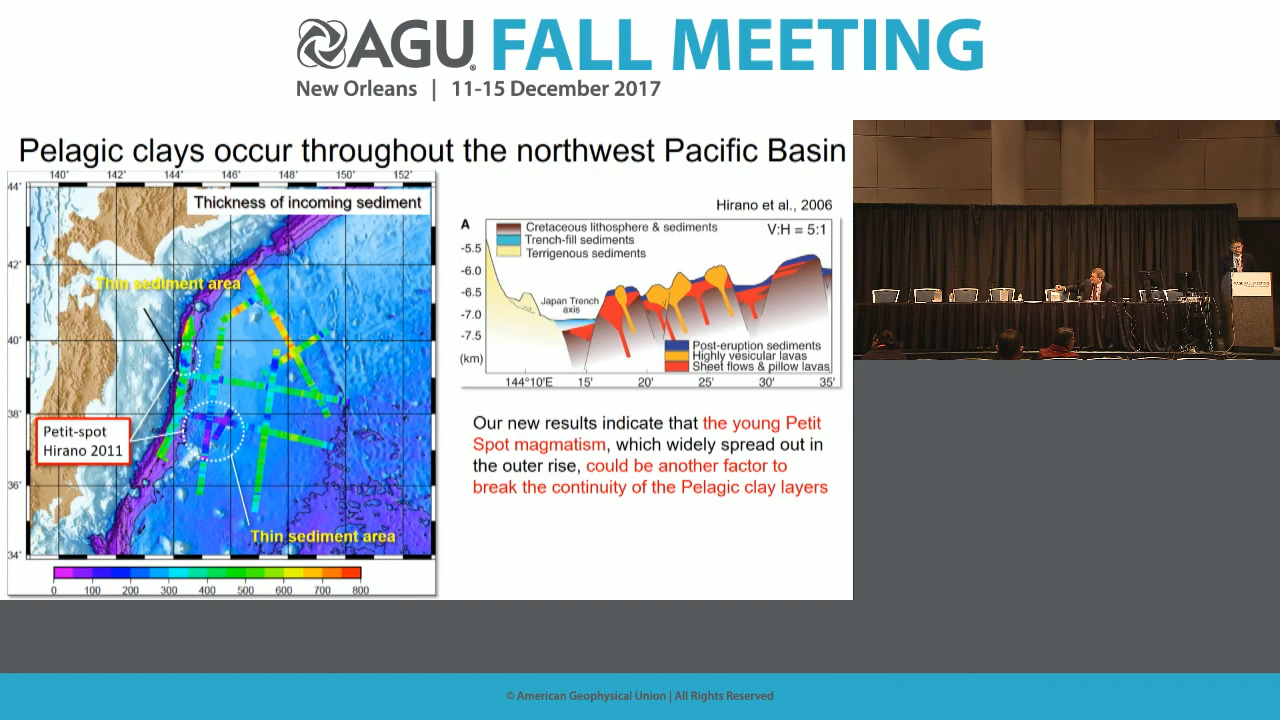 AGU FALL MEETING
New Orleans | 11-15 December 2017
Pelagic clays occur throughout the northwest Pacific Basin
140° 142° 144° 146° 148° 150° 152°
44°
Thickness of incoming sediment
42°
Thin sediment area
40°
38°
Petit-spot
Hirano 2011
36°
Thin sediment area
34°
0 100 200 300 400 500 600 700 800
Hirano et al., 2006
A
Cretaceous lithosphere & sediments
V:H = 5:1
Trench-fill sediments
Terrigenous sediments
-5.5
-6.0
-6.5
-7.0
-7.5
(km)
Japan Trench
axis
Post-eruption sediments
Highly vesicular lavas
Sheet flows & pillow lavas
144°10'E 15' 20' 25' 30' 35'
Our new results indicate that the young Petit
Spot magmatism, which widely spread out in
the outer rise, could be another factor to
break the continuity of the Pelagic clay layers
FALL MEETING
© American Geophysical Union | All Rights Reserved